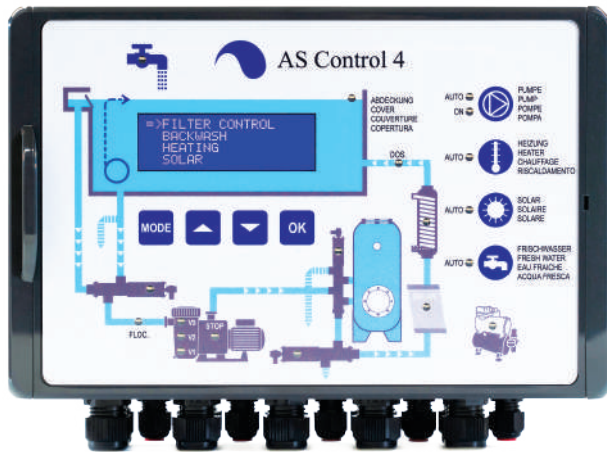 AS Control 4
=>FILTER CONTROL
BACKWASH
HEATING
SOLAR
ABDECKUNG
COVER
COUVERTURE
COPERTURA
DOS.
AUTO
ON
PUMPE
PUMP
POMPE
POMPA
AUTO
HEIZUNG
HEATER
CHAUFFAGE
RISCALDAMENTO
AUTO
SOLAR
SOLAIRE
SOLARE
AUTO
FRISCHWASSER
FRESH WATER
EAU FRAICHE
ACQUA FRESCA
MODE
OK
FLOC.
STOP
V3
V2
V1